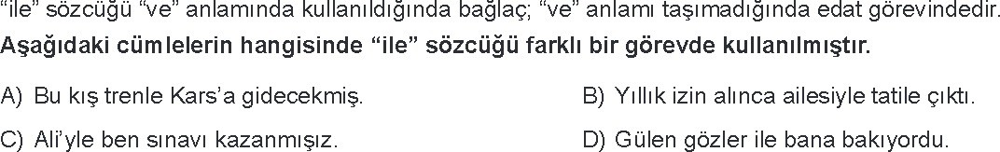 “ile” sözcüğü “ve” anlamında kullanıldığında bağlaç; “ve” anlamı taşımadığında edat görevindedir.
Aşağıdaki cümlelerin hangisinde “ile” sözcüğü farklı bir görevde kullanılmıştır.
A) Bu kış trenle Kars’a gidecekmiş. B) Yıllık izin alınca ailesiyle tatile çıktı.
C) Ali’yle ben sınavı kazanmışız. D) Gülen gözler ile bana bakıyordu.